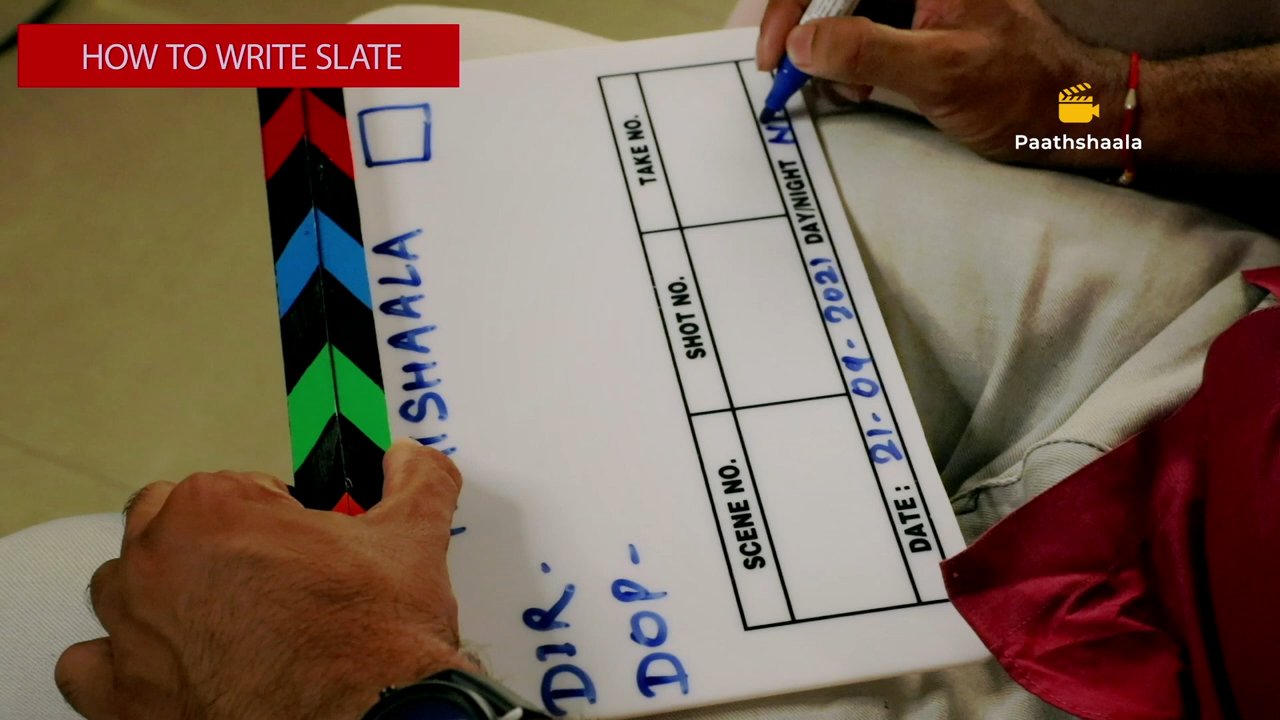 HOW TO WRITE SLATE
Paathshaala
SHAALA
DIR.
DOP-
SCENE NO.
SHOT NO.
TAKE NO.
DATE: 21-09-2021 DAY/NIGHT